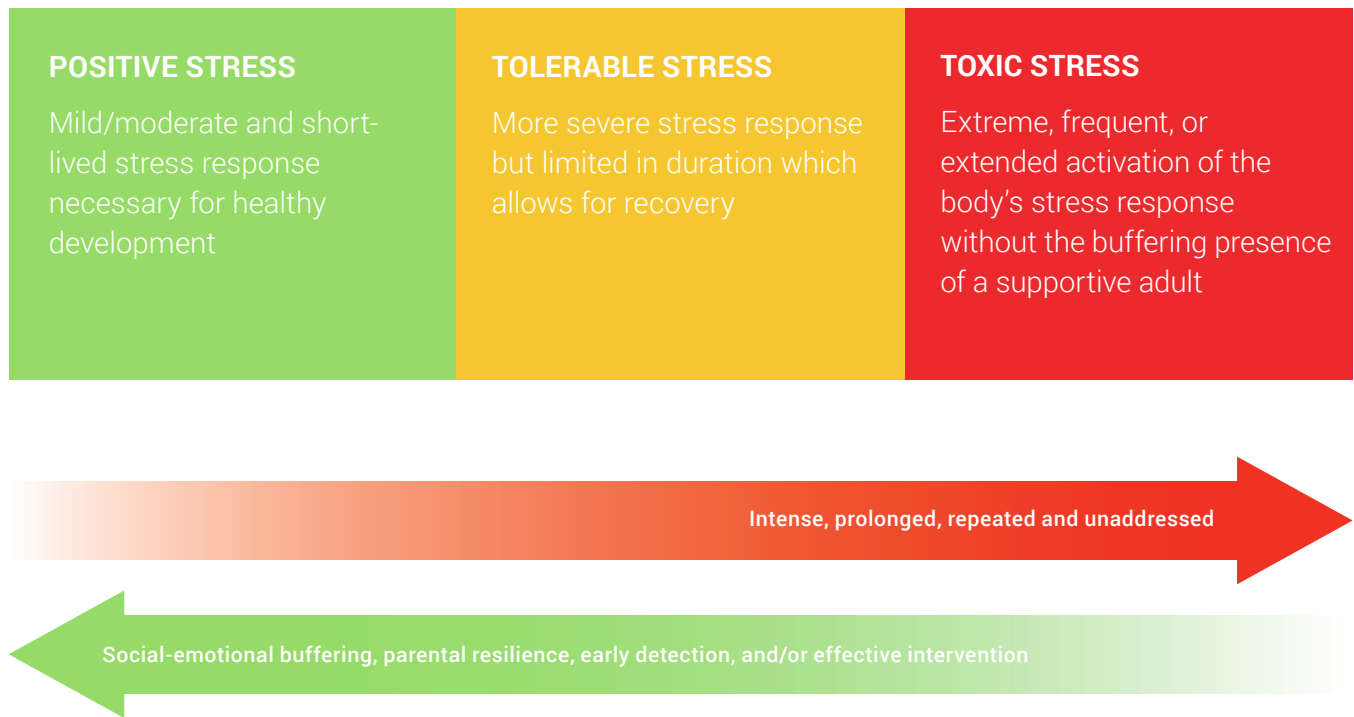 POSITIVE STRESS
Mild/moderate and short-
lived stress response
necessary for healthy
development
TOLERABLE STRESS
More severe stress response
but limited in duration which
allows for recovery
TOXIC STRESS
Extreme, frequent, or
extended activation of the
body’s stress response
without the buffering presence
of a supportive adult
Intense, prolonged, repeated and unaddressed
Social-emotional buffering, parental resilience, early detection, and/or effective intervention